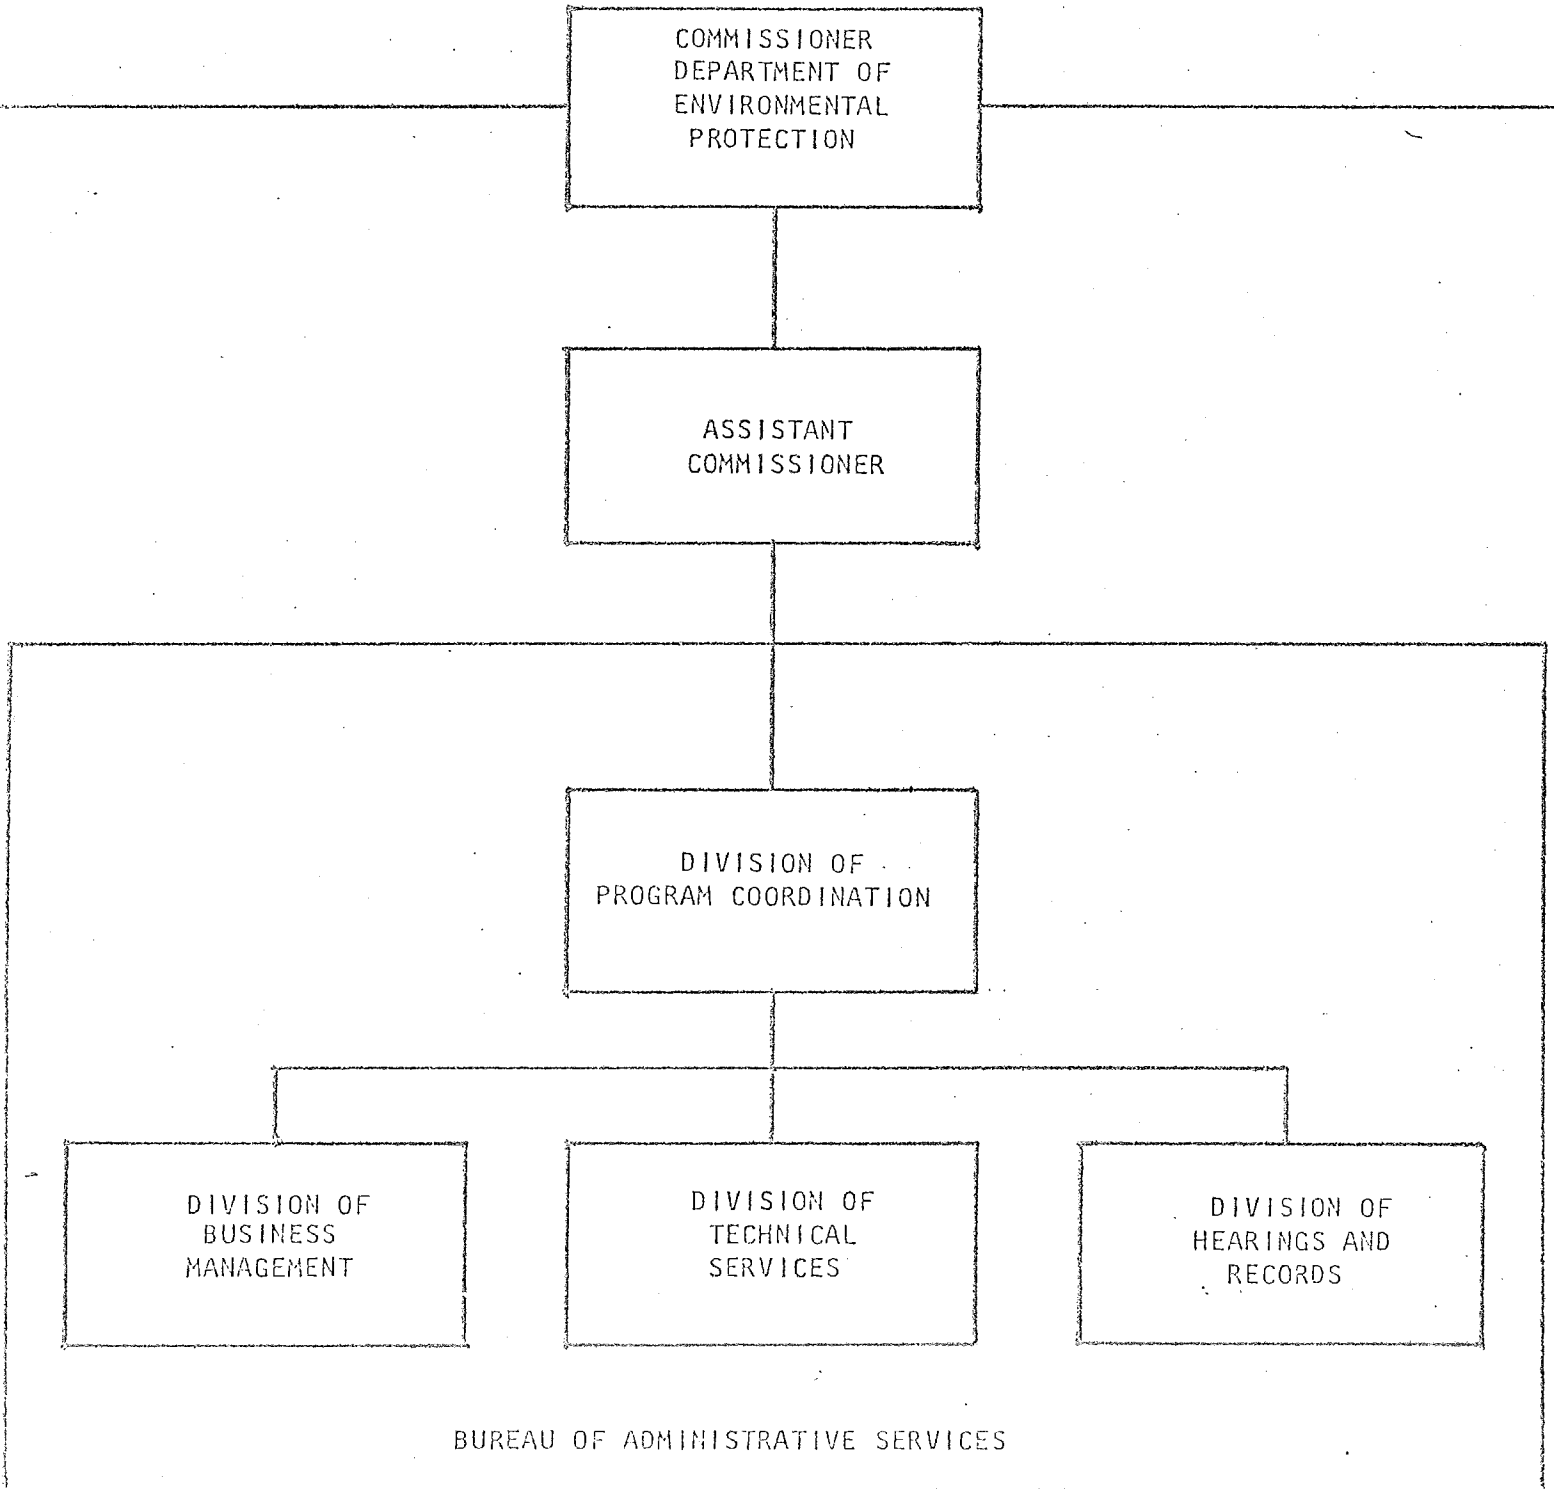 COMMISSIONER
DEPARTMENT OF
ENVIRONMENTAL
PROTECTION
ASSISTANT
COMMISSIONER
DIVISION OF
PROGRAM COORDINATION
DIVISION OF
BUSINESS
MANAGEMENT
DIVISION OF
TECHNICAL
SERVICES
DIVISION OF
HEARINGS AND
RECORDS
BUREAU OF ADMINISTRATIVE SERVICES